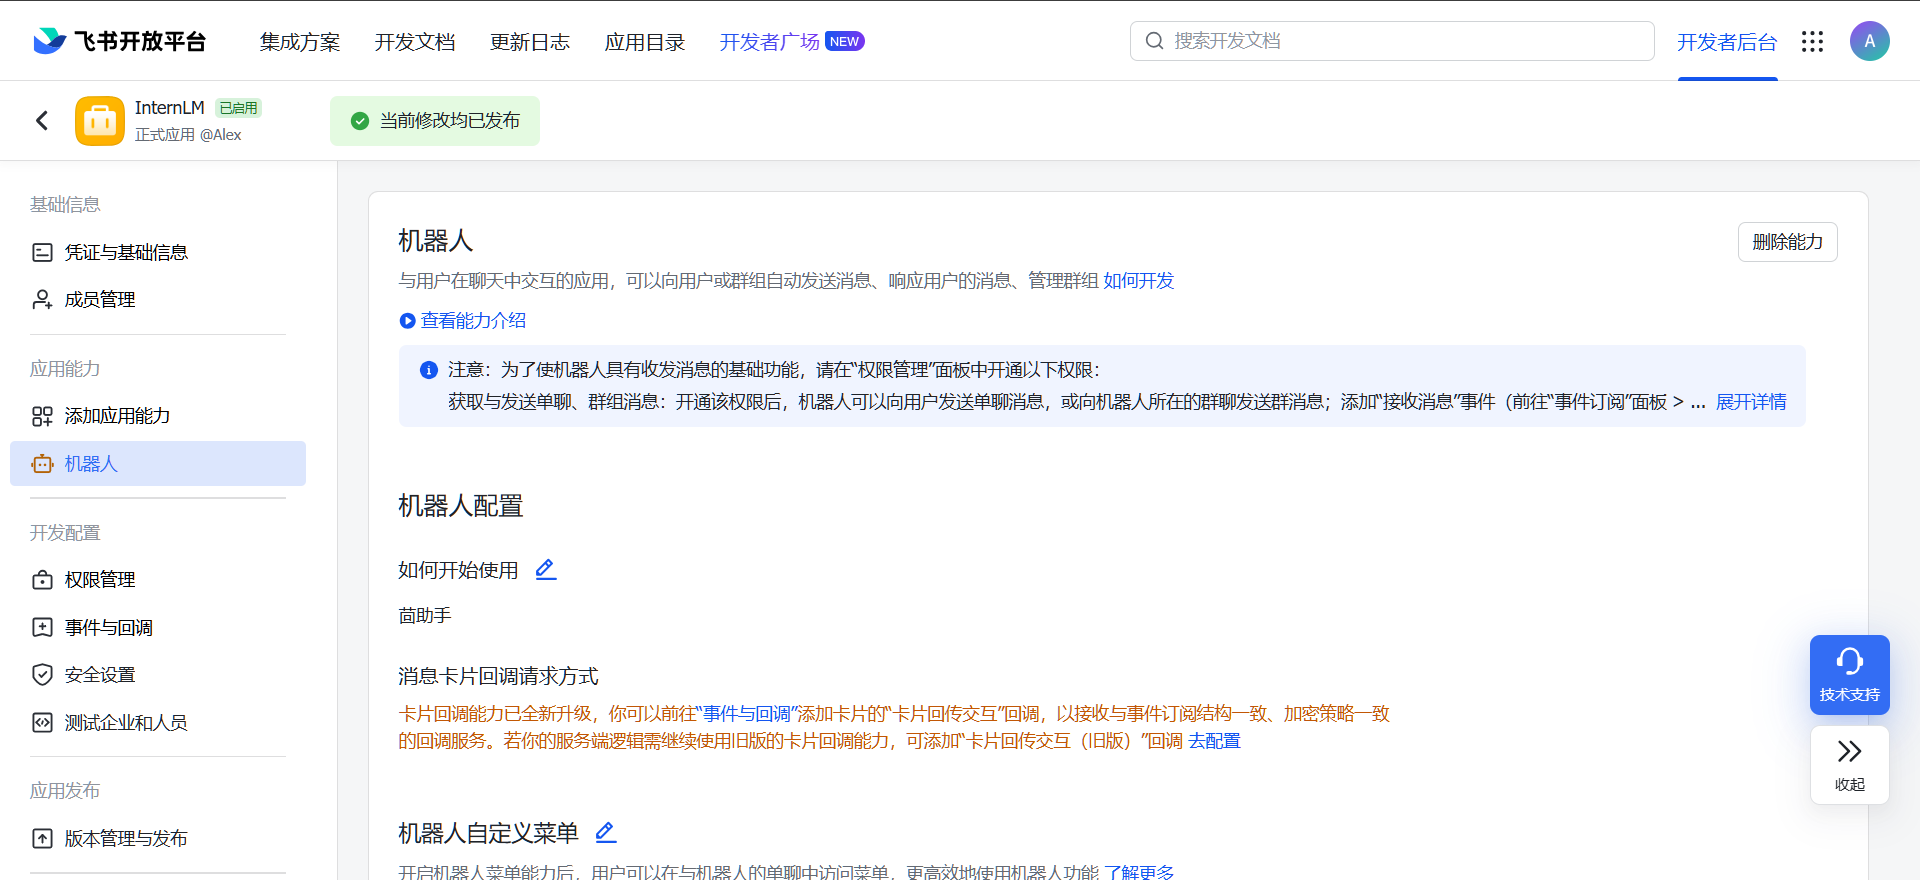 飞书开放平台
集成方案 开发文档 更新日志 应用目录 开发者广场 NEW 搜索开发文档 开发者后台 A
InternLM 已启用
正式应用 @Alex
当前修改均已发布
基础信息
凭证与基础信息
成员管理
应用能力
添加应用能力
机器人
开发配置
权限管理
事件与回调
安全设置
测试企业和人员
应用发布
版本管理与发布
机器人
删除能力
与用户在聊天中交互的应用，可以向用户或群组自动发送消息、响应用户的消息、管理群组 如何开发
查看能力介绍
注意：为了使机器人具有收发消息的基础功能，请在“权限管理”面板中开通以下权限：
获取与发送单聊、群组消息：开通该权限后，机器人可以向用户发送单聊消息，或向机器人所在的群聊发送群消息；添加“接收消息”事件（前往“事件订阅”面板 > ... 展开详情
机器人配置
如何开始使用
茴助手
消息卡片回调请求方式
卡片回调能力已全新升级，你可以前往“事件与回调”添加卡片的“卡片回传交互”回调，以接收与事件订阅结构一致、加密策略一致
的回调服务。若你的服务端逻辑需继续使用旧版的卡片回调能力，可添加“卡片回传交互（旧版）”回调 去配置
机器人自定义菜单
开启机器人菜单能力后，用户可以在与机器人的单聊中访问菜单，更高效地使用机器人功能 了解更多
技术支持
收起